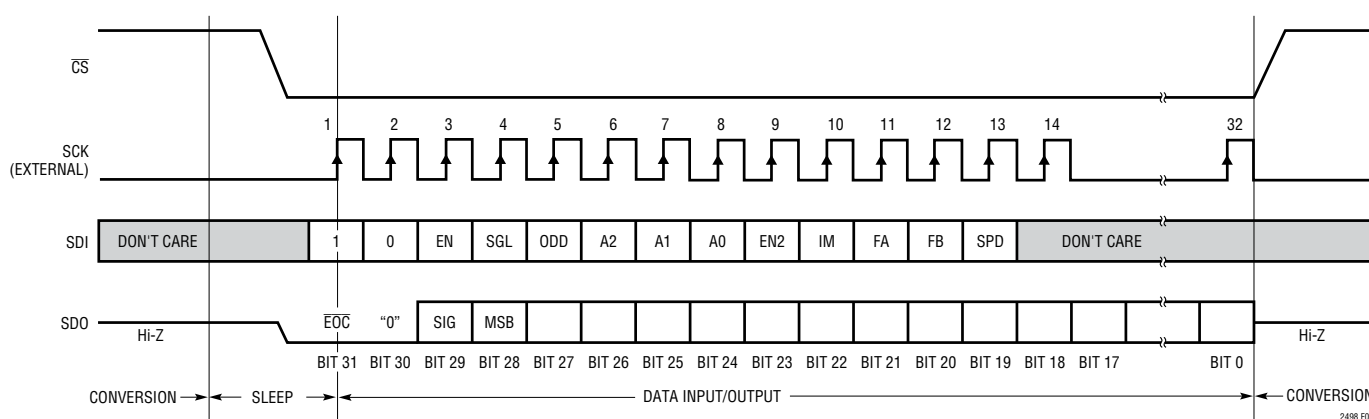 CS
1 2 3 4 5 6 7 8 9 10 11 12 13 14 32
SCK
(EXTERNAL)
SDI DON'T CARE 1 0 EN SGL ODD A2 A1 A0 EN2 IM FA FB SPD DON'T CARE
SDO Hi-Z EOC "0" SIG MSB Hi-Z
BIT 31 BIT 30 BIT 29 BIT 28 BIT 27 BIT 26 BIT 25 BIT 24 BIT 23 BIT 22 BIT 21 BIT 20 BIT 19 BIT 18 BIT 17 BIT 0
CONVERSION SLEEP DATA INPUT/OUTPUT CONVERSION
2498 F0